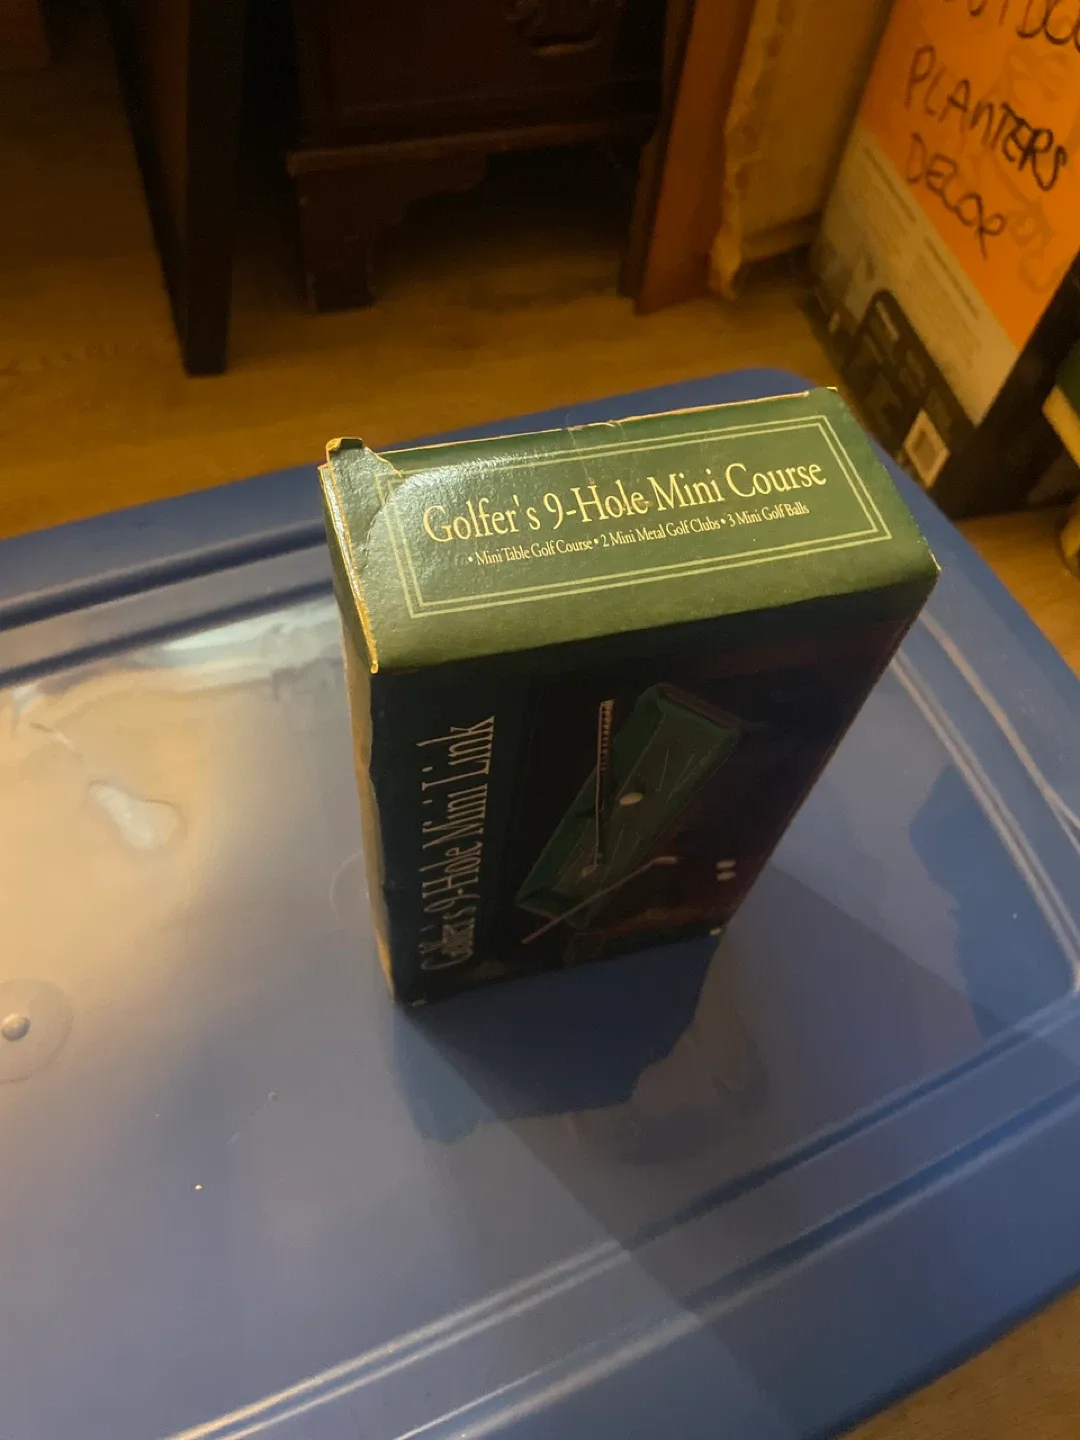 PLANTERS
DECOR
Golfer's 9-Hole Mini Course
• Mini Table Golf Course • 2 Mini Metal Golf Clubs • 3 Mini Golf Balls
Golfer's 9-Hole Mini Link